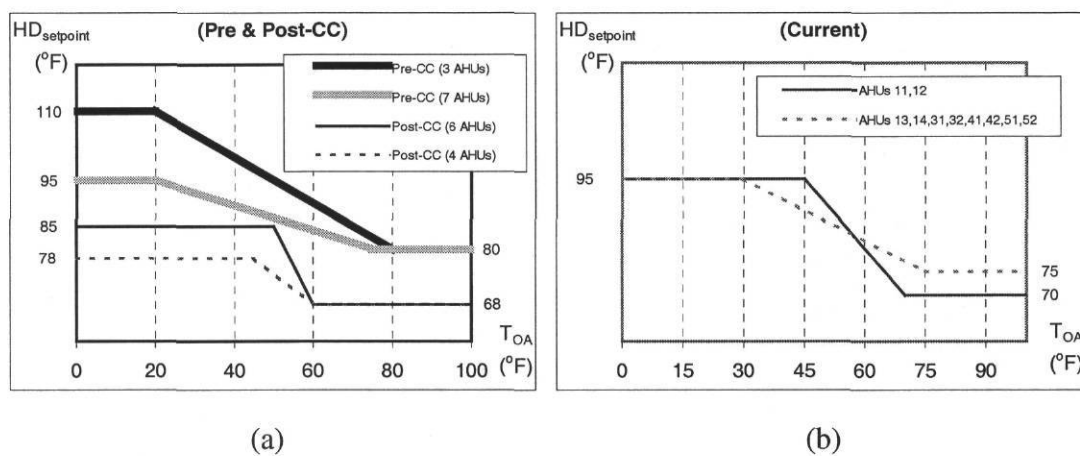 HDsetpoint (Pre & Post-CC)
(°F)
Pre-CC (3 AHUs)
Pre-CC (7 AHUs)
Post-CC (6 AHUs)
Post-CC (4 AHUs)
110
95
85
78
80
68
TOA
0 20 40 60 80 100 (°F)
(a)
HDsetpoint (Current)
(°F)
AHUs 11,12
AHUs 13,14,31,32,41,42,51,52
95
75
70
TOA
0 15 30 45 60 75 90 (°F)
(b)